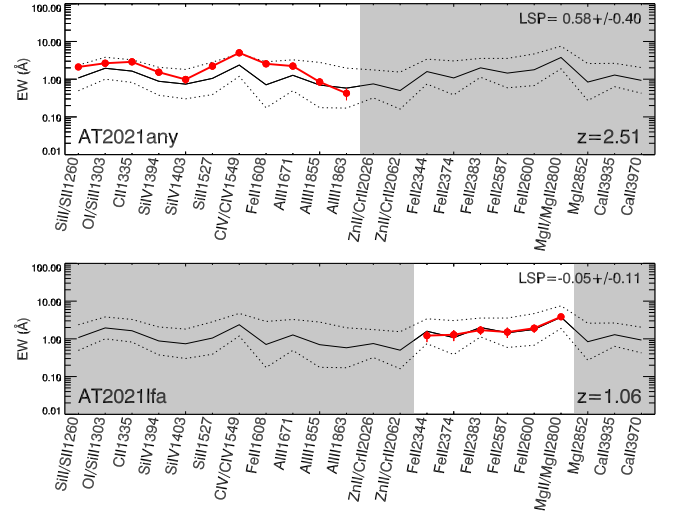 LSP= 0.58+/-0.40
100.00
10.00
1.00
0.10
0.01
EW (Å)
AT2021any
z=2.51
SiII/SII1260
OI/SiII1303
CII1335
SiIV1394
SiIV1403
SiII1527
CIV/CIV1549
FeII1608
AlII1671
AlIII1855
AlIII1863
ZnII/CrII2026
ZnII/CrII2062
FeII2344
FeII2374
FeII2383
FeII2587
FeII2600
MgII/MgII2800
MgI2852
CaII3935
CaII3970
LSP=-0.05+/-0.11
100.00
10.00
1.00
0.10
0.01
EW (Å)
AT2021lfa
z=1.06
SiII/SII1260
OI/SiII1303
CII1335
SiIV1394
SiIV1403
SiII1527
CIV/CIV1549
FeII1608
AlII1671
AlIII1855
AlIII1863
ZnII/CrII2026
ZnII/CrII2062
FeII2344
FeII2374
FeII2383
FeII2587
FeII2600
MgII/MgII2800
MgI2852
CaII3935
CaII3970